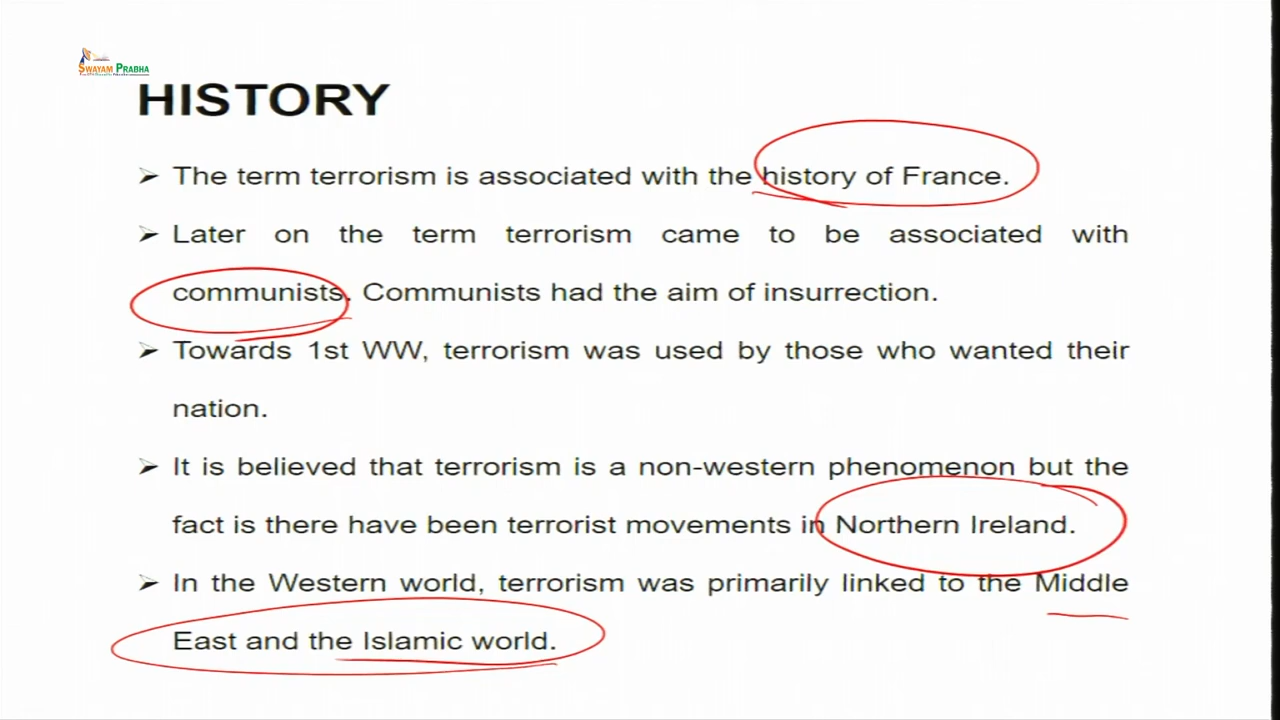 SWAYAM PRABHA
HISTORY
➢ The term terrorism is associated with the history of France.
➢ Later on the term terrorism came to be associated with
communists. Communists had the aim of insurrection.
➢ Towards 1st WW, terrorism was used by those who wanted their
nation.
➢ It is believed that terrorism is a non-western phenomenon but the
fact is there have been terrorist movements in Northern Ireland.
➢ In the Western world, terrorism was primarily linked to the Middle
East and the Islamic world.